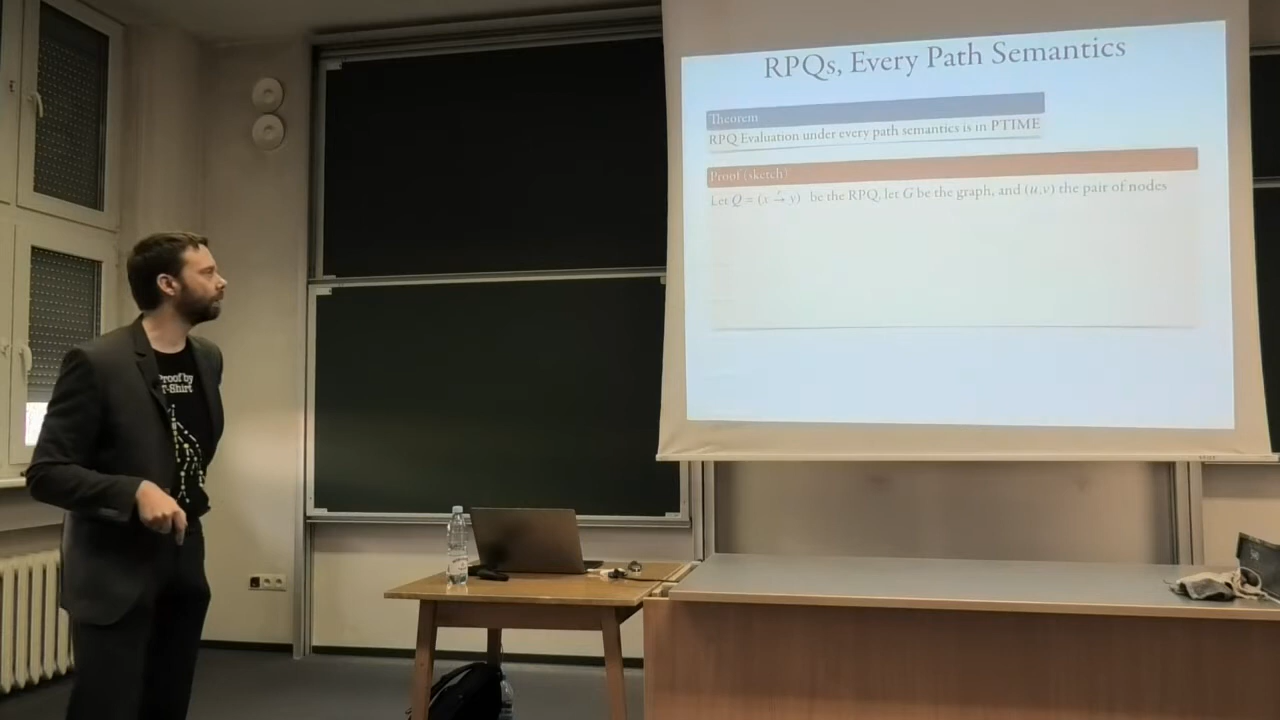 RPQs, Every Path Semantics
Theorem
RPQ Evaluation under every path semantics is in PTIME
Proof (sketch)
Let Q = (x →^r y) be the RPQ, let G be the graph, and (u,v) the pair of nodes
Proof by
T-Shirt